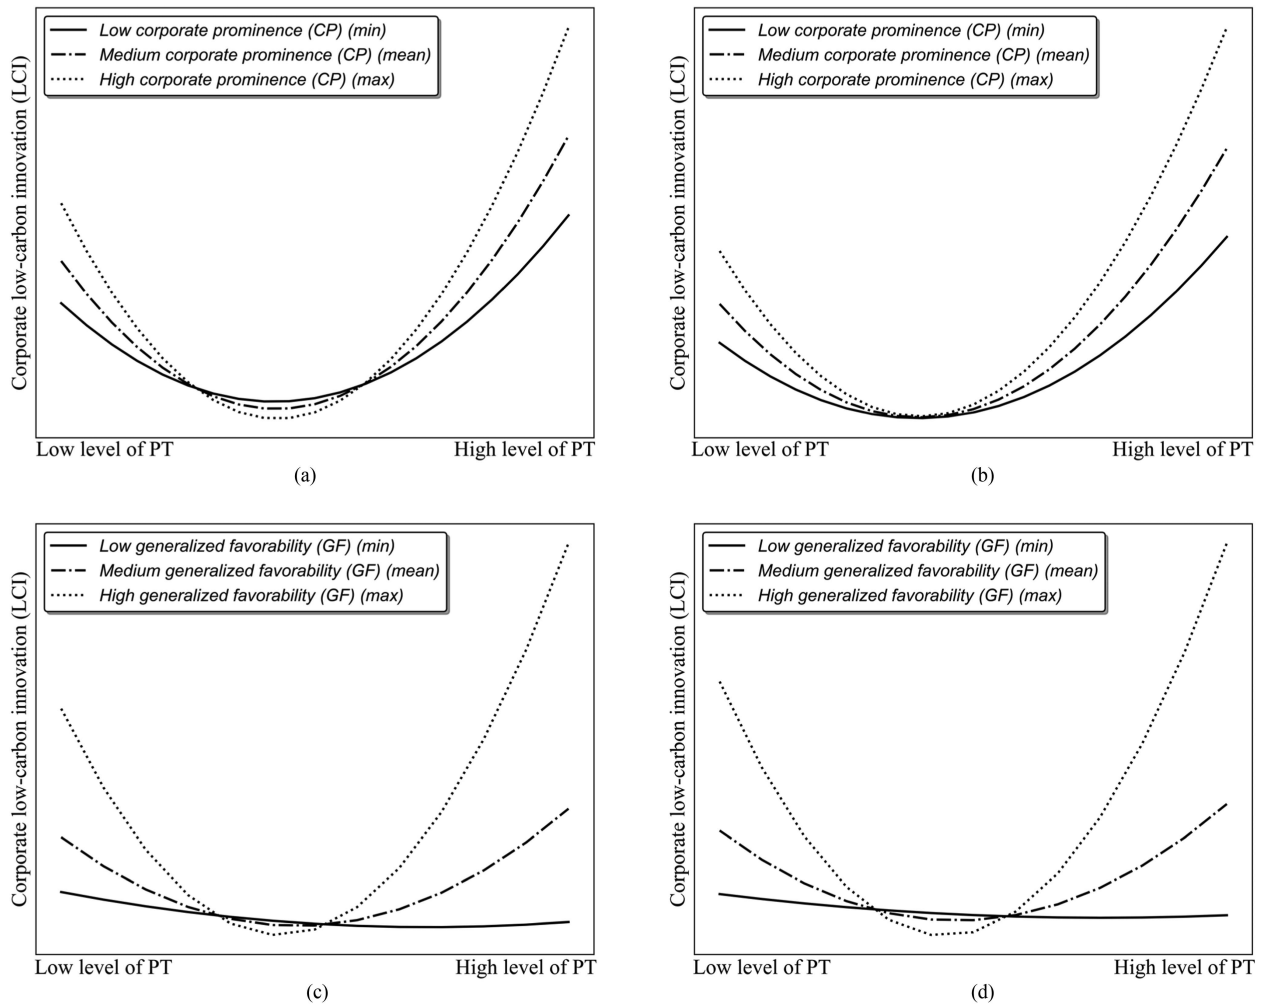 Corporate low-carbon innovation (LCI)
Low corporate prominence (CP) (min)
Medium corporate prominence (CP) (mean)
High corporate prominence (CP) (max)
Low level of PT
High level of PT
(a)
Corporate low-carbon innovation (LCI)
Low corporate prominence (CP) (min)
Medium corporate prominence (CP) (mean)
High corporate prominence (CP) (max)
Low level of PT
High level of PT
(b)
Corporate low-carbon innovation (LCI)
Low generalized favorability (GF) (min)
Medium generalized favorability (GF) (mean)
High generalized favorability (GF) (max)
Low level of PT
High level of PT
(c)
Corporate low-carbon innovation (LCI)
Low generalized favorability (GF) (min)
Medium generalized favorability (GF) (mean)
High generalized favorability (GF) (max)
Low level of PT
High level of PT
(d)